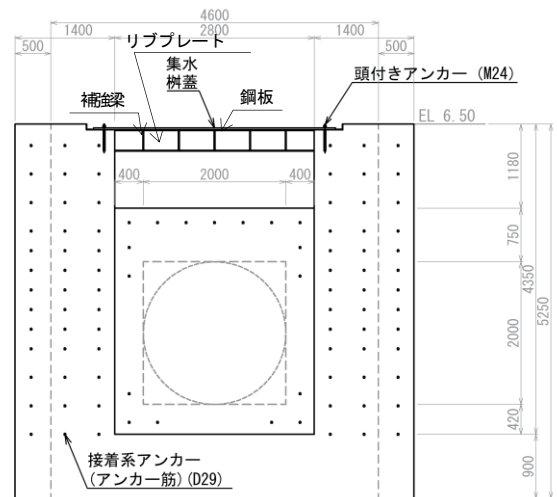 4600
1400
2800
1400
500
500
リブプレート
集水
桝蓋
頭付きアンカー (M24)
補強梁
鋼板
EL 6.50
400
2000
400
1180
750
4350
5250
2000
420
900
接着系アンカー
(アンカー筋) (D29)